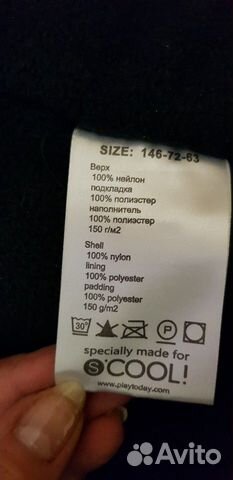 SIZE: 146-72-63
Верх
100% нейлон
подкладка
100% полиэстер
наполнитель
100% полиэстер
150 г/м2
Shell
100% nylon
lining
100% polyester
padding
100% polyester
150 g/m2
30°
P
specially made for
S'COOL!
www.playtoday.com
Avito